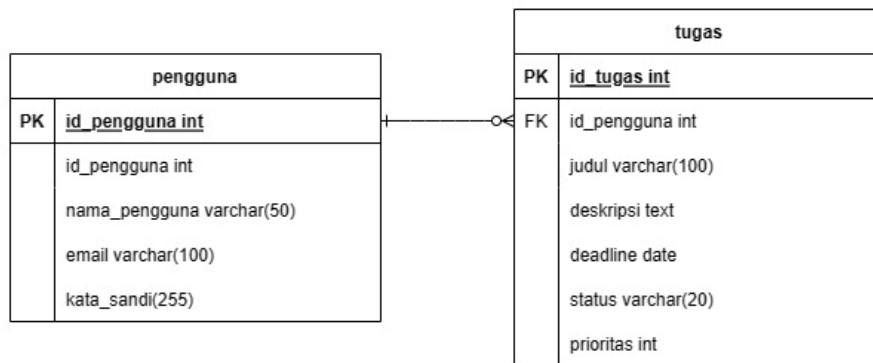 pengguna
PK id_pengguna int
id_pengguna int
nama_pengguna varchar(50)
email varchar(100)
kata_sandi(255)
tugas
PK id_tugas int
FK id_pengguna int
judul varchar(100)
deskripsi text
deadline date
status varchar(20)
prioritas int